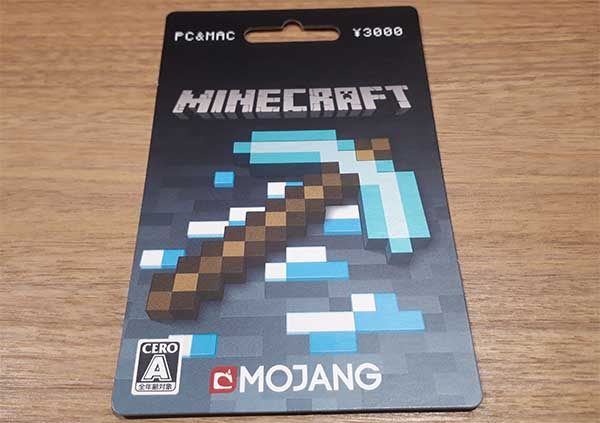 PC&MAC ¥3000
MINECRAFT
CERO
A
全年齢対象
MOJANG